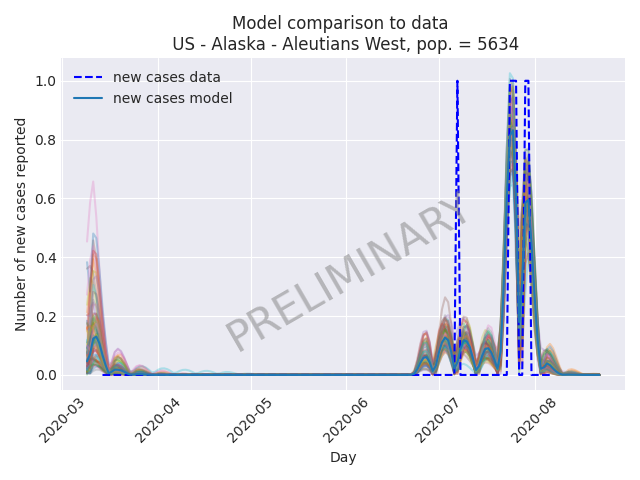 Model comparison to data
US - Alaska - Aleutians West, pop. = 5634
new cases data
new cases model
Number of new cases reported
1.0
0.8
0.6
0.4
0.2
0.0
PRELIMINARY
2020-03
2020-04
2020-05
2020-06
2020-07
2020-08
Day